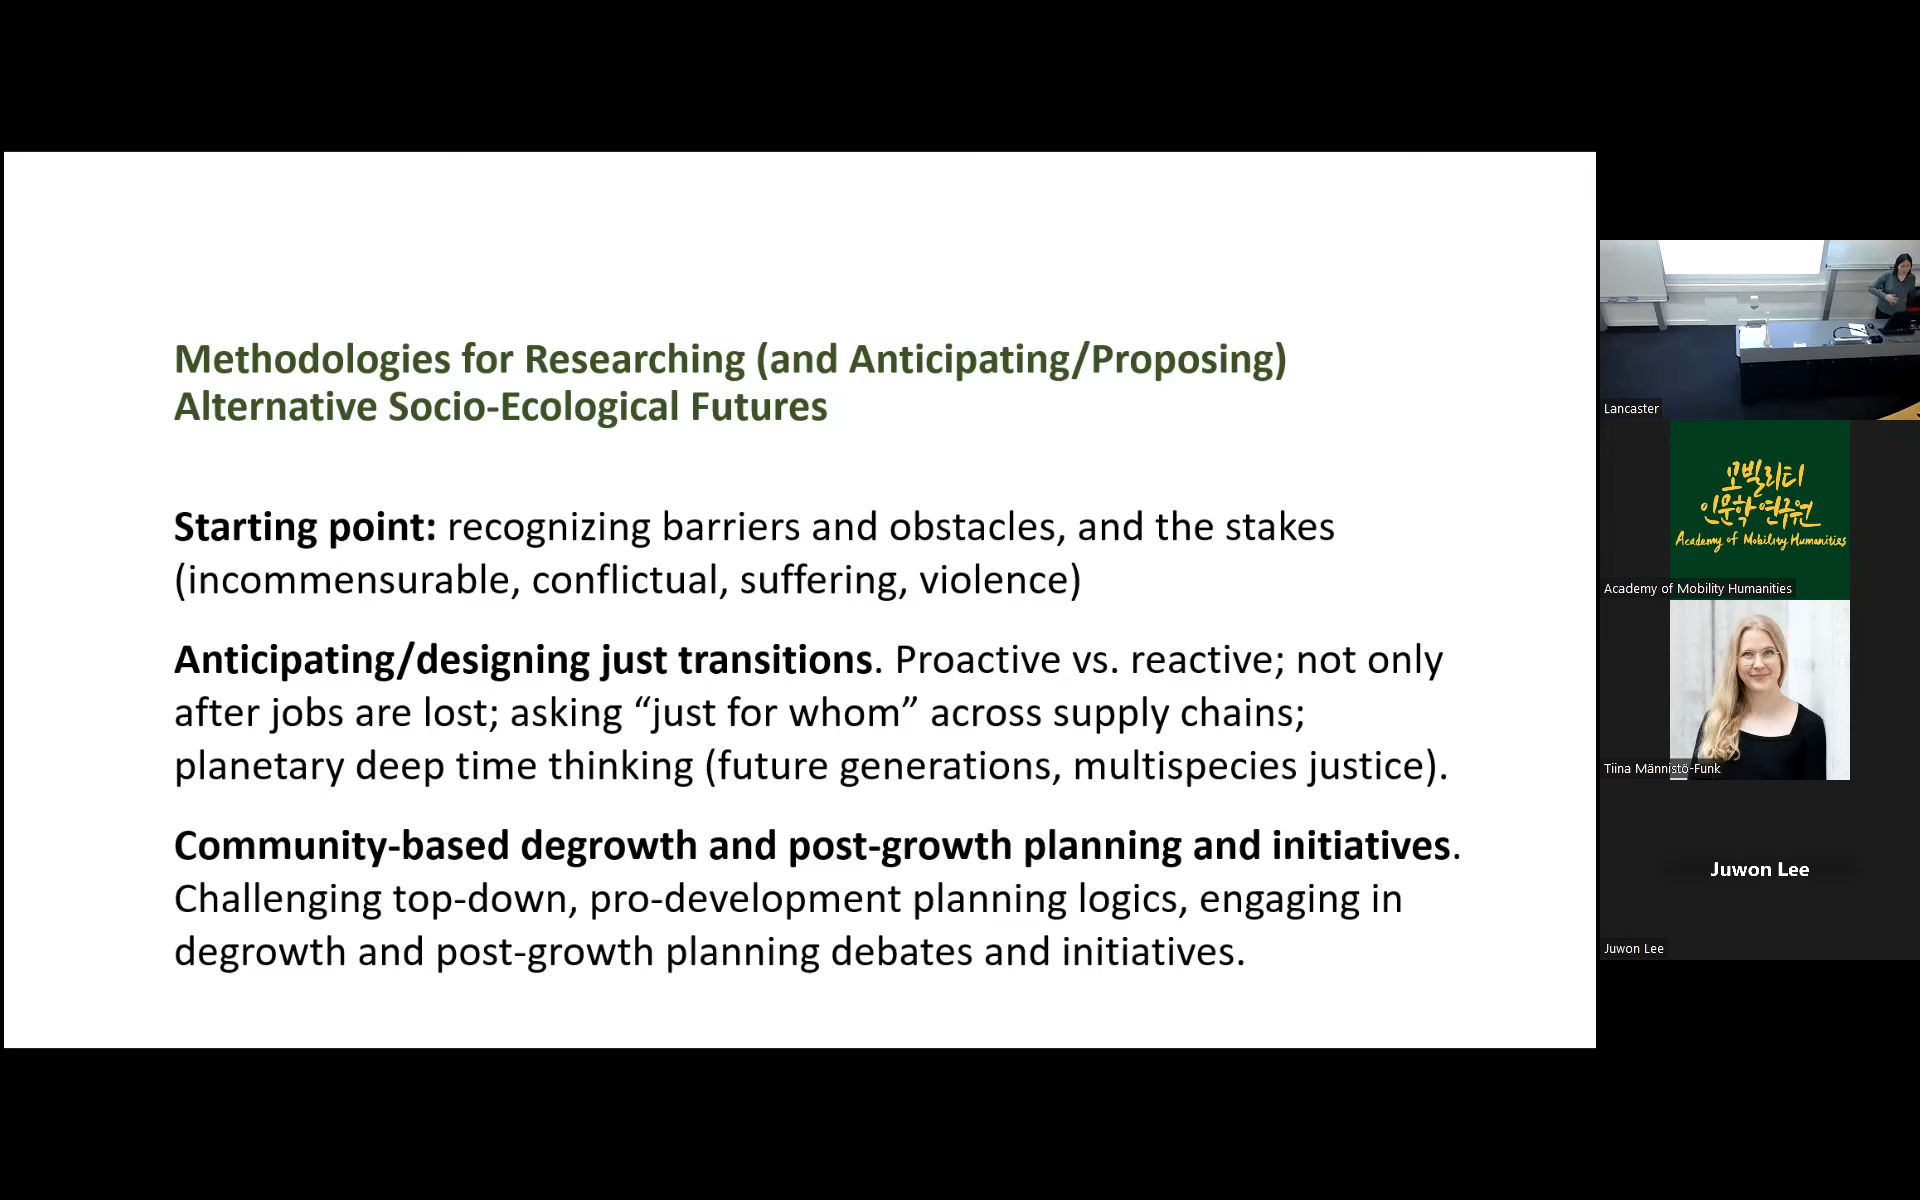 Methodologies for Researching (and Anticipating/Proposing)
Alternative Socio-Ecological Futures
Starting point: recognizing barriers and obstacles, and the stakes
(incommensurable, conflictual, suffering, violence)
Anticipating/designing just transitions. Proactive vs. reactive; not only
after jobs are lost; asking “just for whom” across supply chains;
planetary deep time thinking (future generations, multispecies justice).
Community-based degrowth and post-growth planning and initiatives.
Challenging top-down, pro-development planning logics, engaging in
degrowth and post-growth planning debates and initiatives.
Lancaster
모빌리티
인문학 연구원
Academy of Mobility Humanities
Academy of Mobility Humanities
Tiina Männistö-Funk
Juwon Lee
Juwon Lee